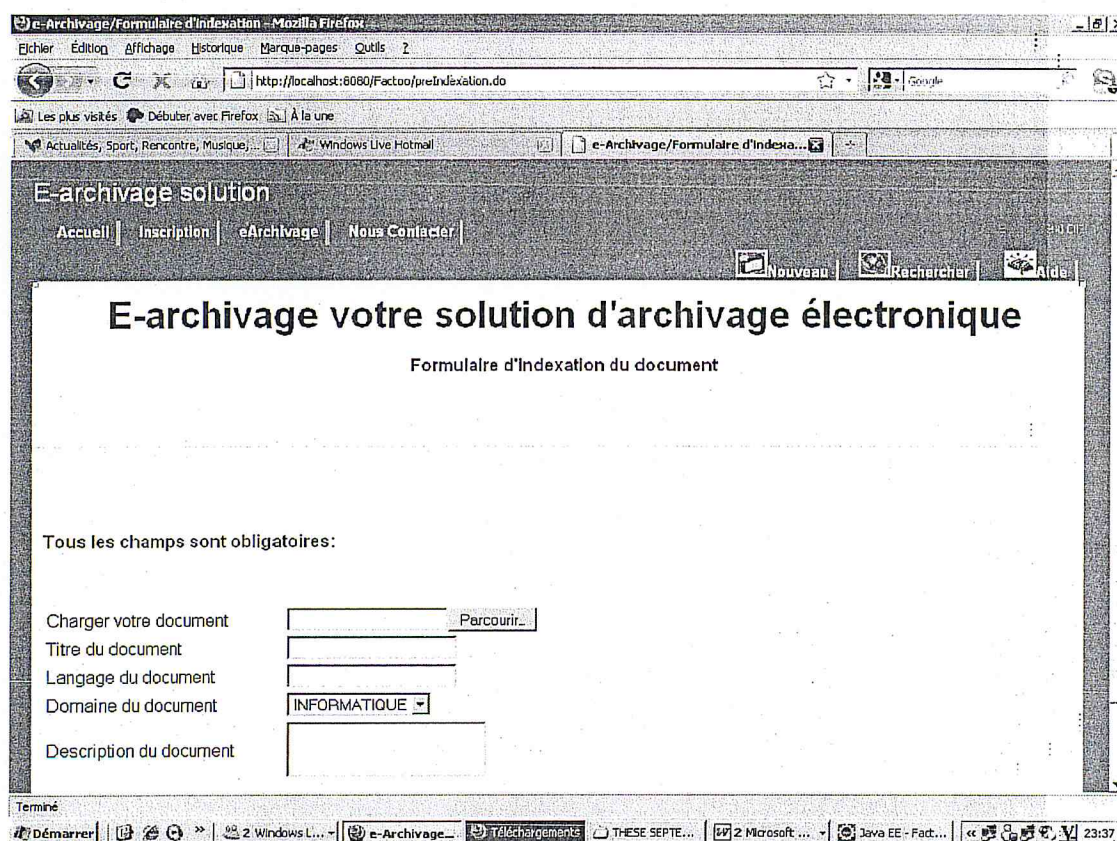 e-Archivage/Formulaire d'indexation - Mozilla Firefox
Fichier Édition Affichage Historique Marque-pages Outils ?
http://localhost:8080/Factoo/preIndexation.do Google
Les plus visités Débuter avec Firefox À la une
Actualités, Sport, Rencontre, Musique,... Windows Live Hotmail e-Archivage/Formulaire d'indexa...
E-archivage solution
Accueil | Inscription | eArchivage | Nous Contacter |
Nouveau | Rechercher | Aide |
E-archivage votre solution d'archivage électronique
Formulaire d'indexation du document
Tous les champs sont obligatoires:
Charger votre document Parcourir...
Titre du document
Langage du document
Domaine du document INFORMATIQUE
Description du document
Terminé
Démarrer » 2 Windows L... e-Archivage... Téléchargements THESE SEPTE... 2 Microsoft ... Java EE - Fact... « 23:37